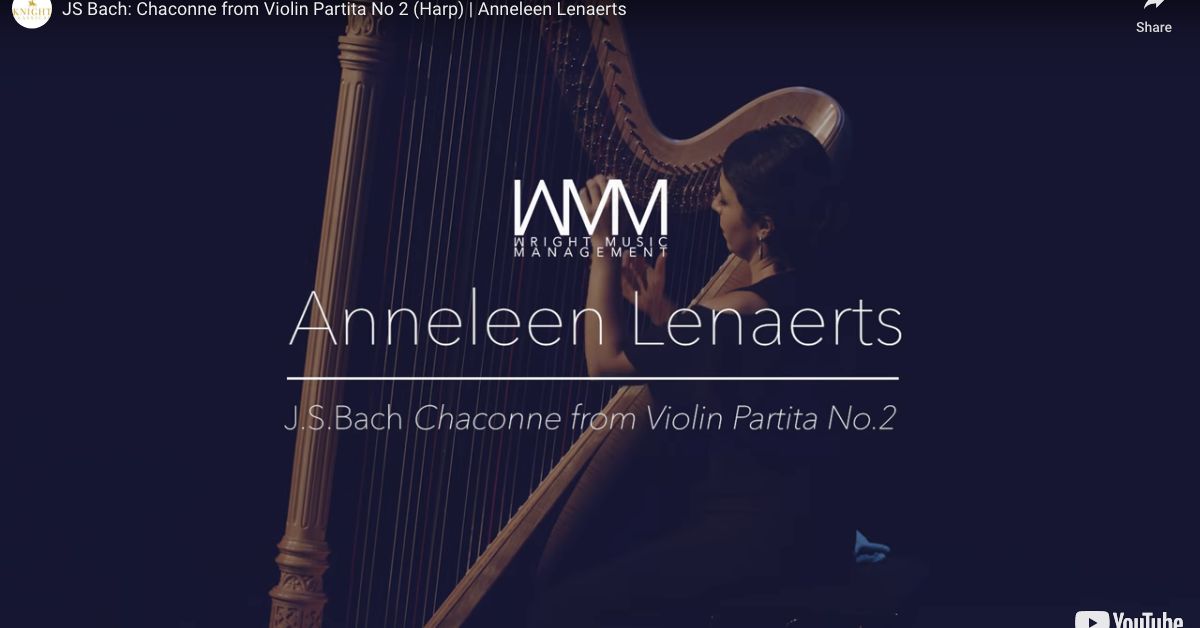 KNIGHT
JS Bach: Chaconne from Violin Partita No 2 (Harp) | Anneleen Lenaerts
Share
WMM
WRIGHT MUSIC
MANAGEMENT
Anneleen Lenaerts
J.S.Bach Chaconne from Violin Partita No.2
YouTube